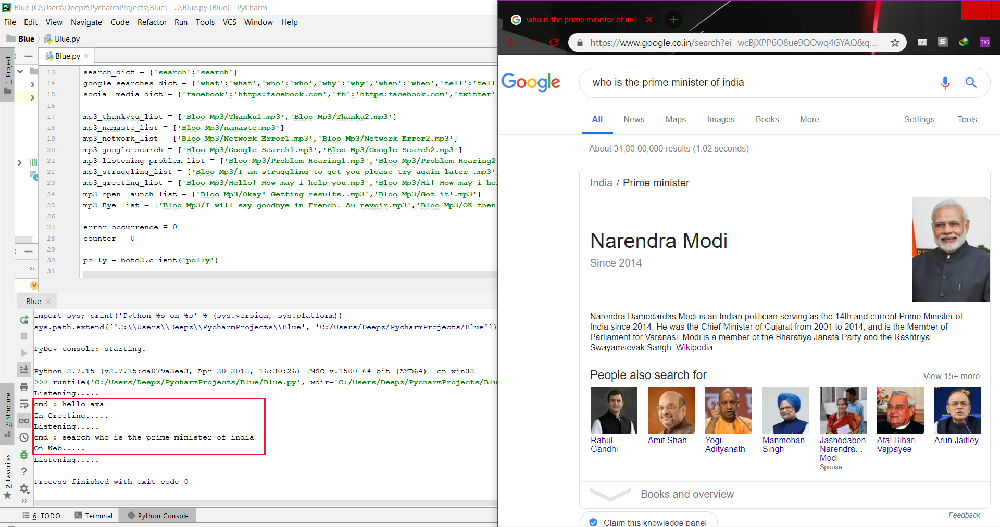 Blue [C:\Users\Deepz\PycharmProjects\Blue] - ...\Blue.py [Blue] - PyCharm
File Edit View Navigate Code Refactor Run Tools VCS Window Help
Blue Blue.py
Blue.py
1: Project
13 search_dict = {'search':'search'}
14 google_searches_dict = {'what':'what','who':'who','why':'why','when':'when','tell':'tell
15 social_media_dict = {'facebook':'https:facebook.com','fb':'https:facebook.com','twitter'
16
17 mp3_thankyou_list = ['Bloo Mp3/Thanku1.mp3','Bloo Mp3/Thanku2.mp3']
18 mp3_namaste_list = ['Bloo Mp3/namaste.mp3']
19 mp3_network_list = ['Bloo Mp3/Network Error1.mp3','Bloo Mp3/Network Error2.mp3']
20 mp3_google_search = ['Bloo Mp3/Google Search1.mp3','Bloo Mp3/Google Search2.mp3']
21 mp3_listening_problem_list = ['Bloo Mp3/Problem Hearing1.mp3','Bloo Mp3/Problem Hearing2
22 mp3_struggling_list = ['Bloo Mp3/I am struggling to get you please try again later .mp3',
23 mp3_greeting_list = ['Bloo Mp3/Hello! How may i help you.mp3','Bloo Mp3/Hi! How may i hel
24 mp3_open_launch_list = ['Bloo Mp3/Okay! Getting results..mp3','Bloo Mp3/Got it!.mp3']
25 mp3_Bye_list = ['Bloo Mp3/I will say goodbye in French. Au revoir.mp3','Bloo Mp3/OK then
26
27 error_occurrence = 0
28 counter = 0
29
30 polly = boto3.client('polly')
31
V
Blue
import sys; print('Python %s on %s' % (sys.version, sys.platform))
sys.path.extend(['C:\\Users\\Deepz\\PycharmProjects\\Blue', 'C:/Users/Deepz/PycharmProjects/Blue'])
PyDev console: starting.
Python 2.7.15 (v2.7.15:ca079a3ea3, Apr 30 2018, 16:30:26) [MSC v.1500 64 bit (AMD64)] on win32
>>> runfile('C:/Users/Deepz/PycharmProjects/Blue/Blue.py', wdir='C:/Users/Deepz/PycharmProjects/Blu
Listening.....
cmd : hello ava
In Greeting.....
Listening.....
cmd : search who is the prime minister of india
On Web.....
Listening.....
Process finished with exit code 0
7: Structure
2: Favorites
6: TODO Terminal Python Console
who is the prime minister of indi
https://www.google.co.in/search?ei=wcBjXPP6O8ue9QOwq4GYAQ&q...
S
TIG
Google
who is the prime minister of india
All News Maps Images Books More Settings Tools
About 31,80,00,000 results (1.02 seconds)
India / Prime minister
Narendra Modi
Since 2014
Narendra Damodardas Modi is an Indian politician serving as the 14th and current Prime Minister of
India since 2014. He was the Chief Minister of Gujarat from 2001 to 2014, and is the Member of
Parliament for Varanasi. Modi is a member of the Bharatiya Janata Party and the Rashtriya
Swayamsevak Sangh. Wikipedia
People also search for View 15+ more
Rahul
Gandhi
Amit Shah
Yogi
Adityanath
Manmohan
Singh
Jashodaben
Narendra...
Modi
Spouse
Atal Bihari
Vajpayee
Arun Jaitley
Books and overview
Feedback
Claim this knowledge panel